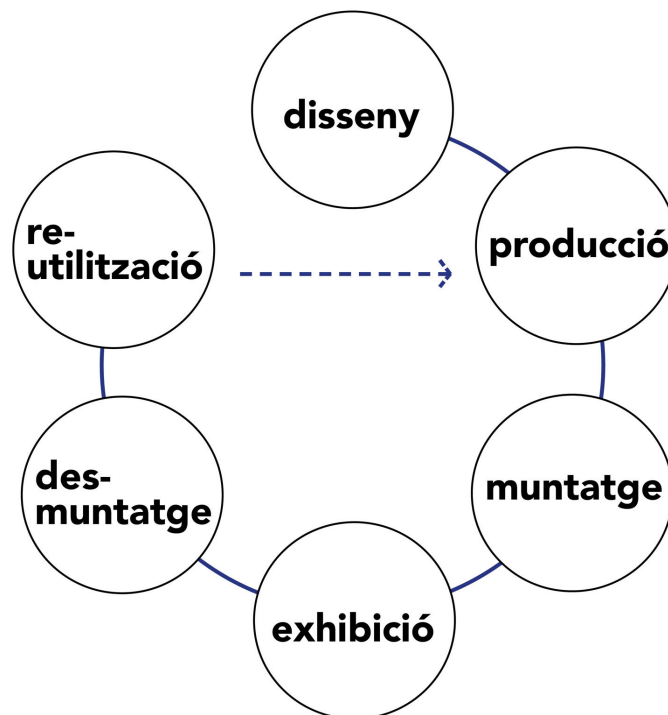 disseny
producció
muntatge
exhibició
des-
muntatge
re-
utilització